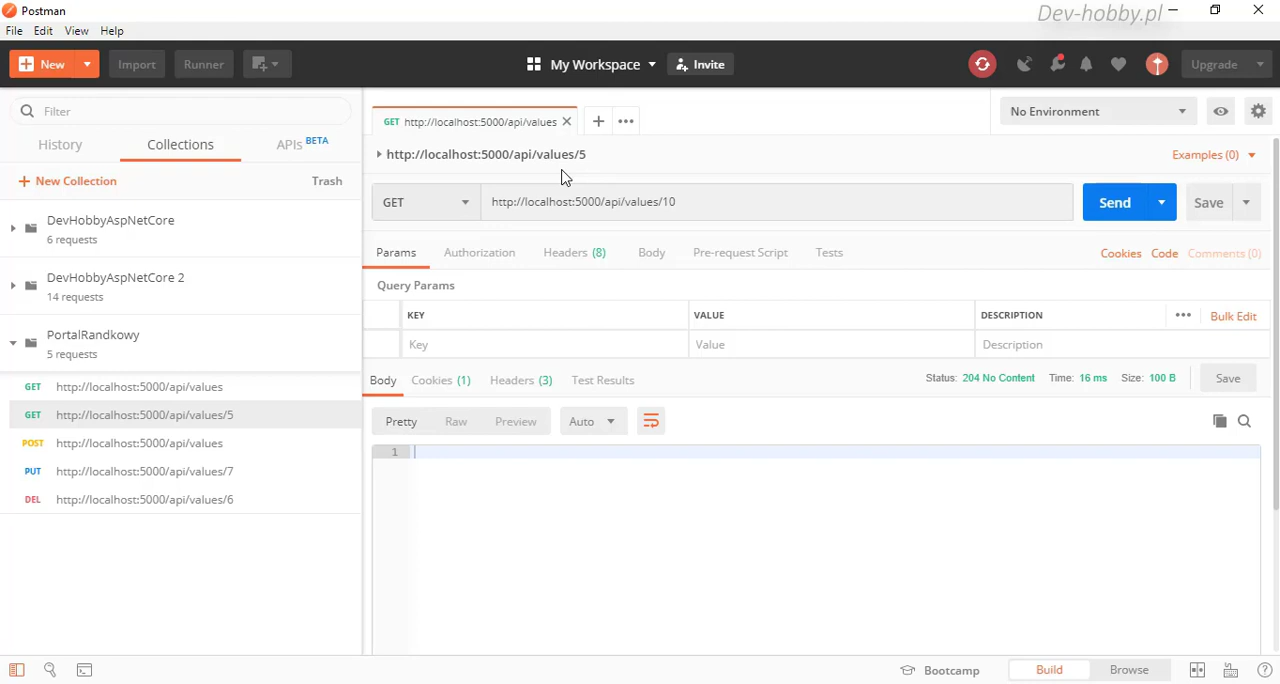 Postman
Dev-hobby.pl
File Edit View Help
New Import Runner My Workspace Invite Upgrade
Filter
History Collections APIs BETA
+ New Collection Trash
DevHobbyAspNetCore
6 requests
DevHobbyAspNetCore 2
14 requests
PortalRandkowy
5 requests
GET http://localhost:5000/api/values
GET http://localhost:5000/api/values/5
POST http://localhost:5000/api/values
PUT http://localhost:5000/api/values/7
DEL http://localhost:5000/api/values/6
GET http://localhost:5000/api/values
No Environment
http://localhost:5000/api/values/5 Examples (0)
GET http://localhost:5000/api/values/10 Send Save
Params Authorization Headers (8) Body Pre-request Script Tests Cookies Code Comments (0)
Query Params
KEY VALUE DESCRIPTION Bulk Edit
Key Value Description
Body Cookies (1) Headers (3) Test Results Status: 204 No Content Time: 16 ms Size: 100 B Save
Pretty Raw Preview Auto
1
Bootcamp Build Browse